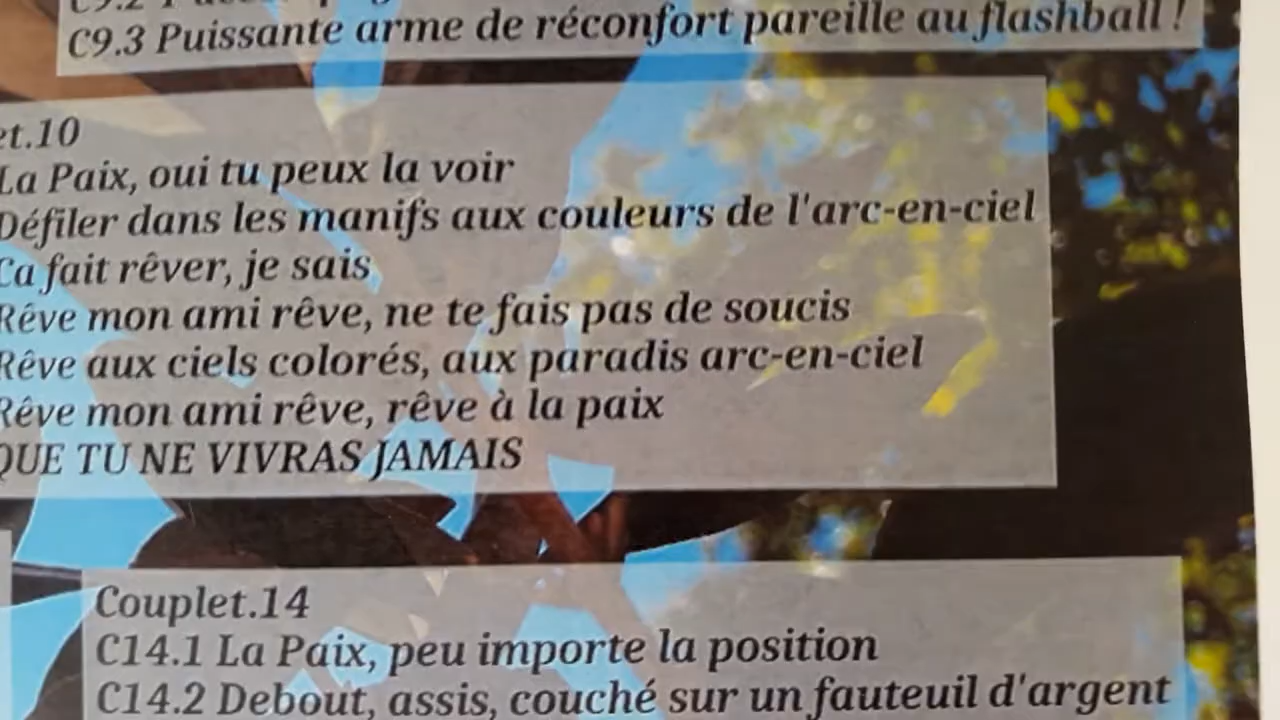 C9.3 Puissante arme de réconfort pareille au flashball !
et.10
La Paix, oui tu peux la voir
Défiler dans les manifs aux couleurs de l'arc-en-ciel
Ca fait rêver, je sais
Rêve mon ami rêve, ne te fais pas de soucis
Rêve aux ciels colorés, aux paradis arc-en-ciel
Rêve mon ami rêve, rêve à la paix
QUE TU NE VIVRAS JAMAIS
Couplet.14
C14.1 La Paix, peu importe la position
C14.2 Debout, assis, couché sur un fauteuil d'argent